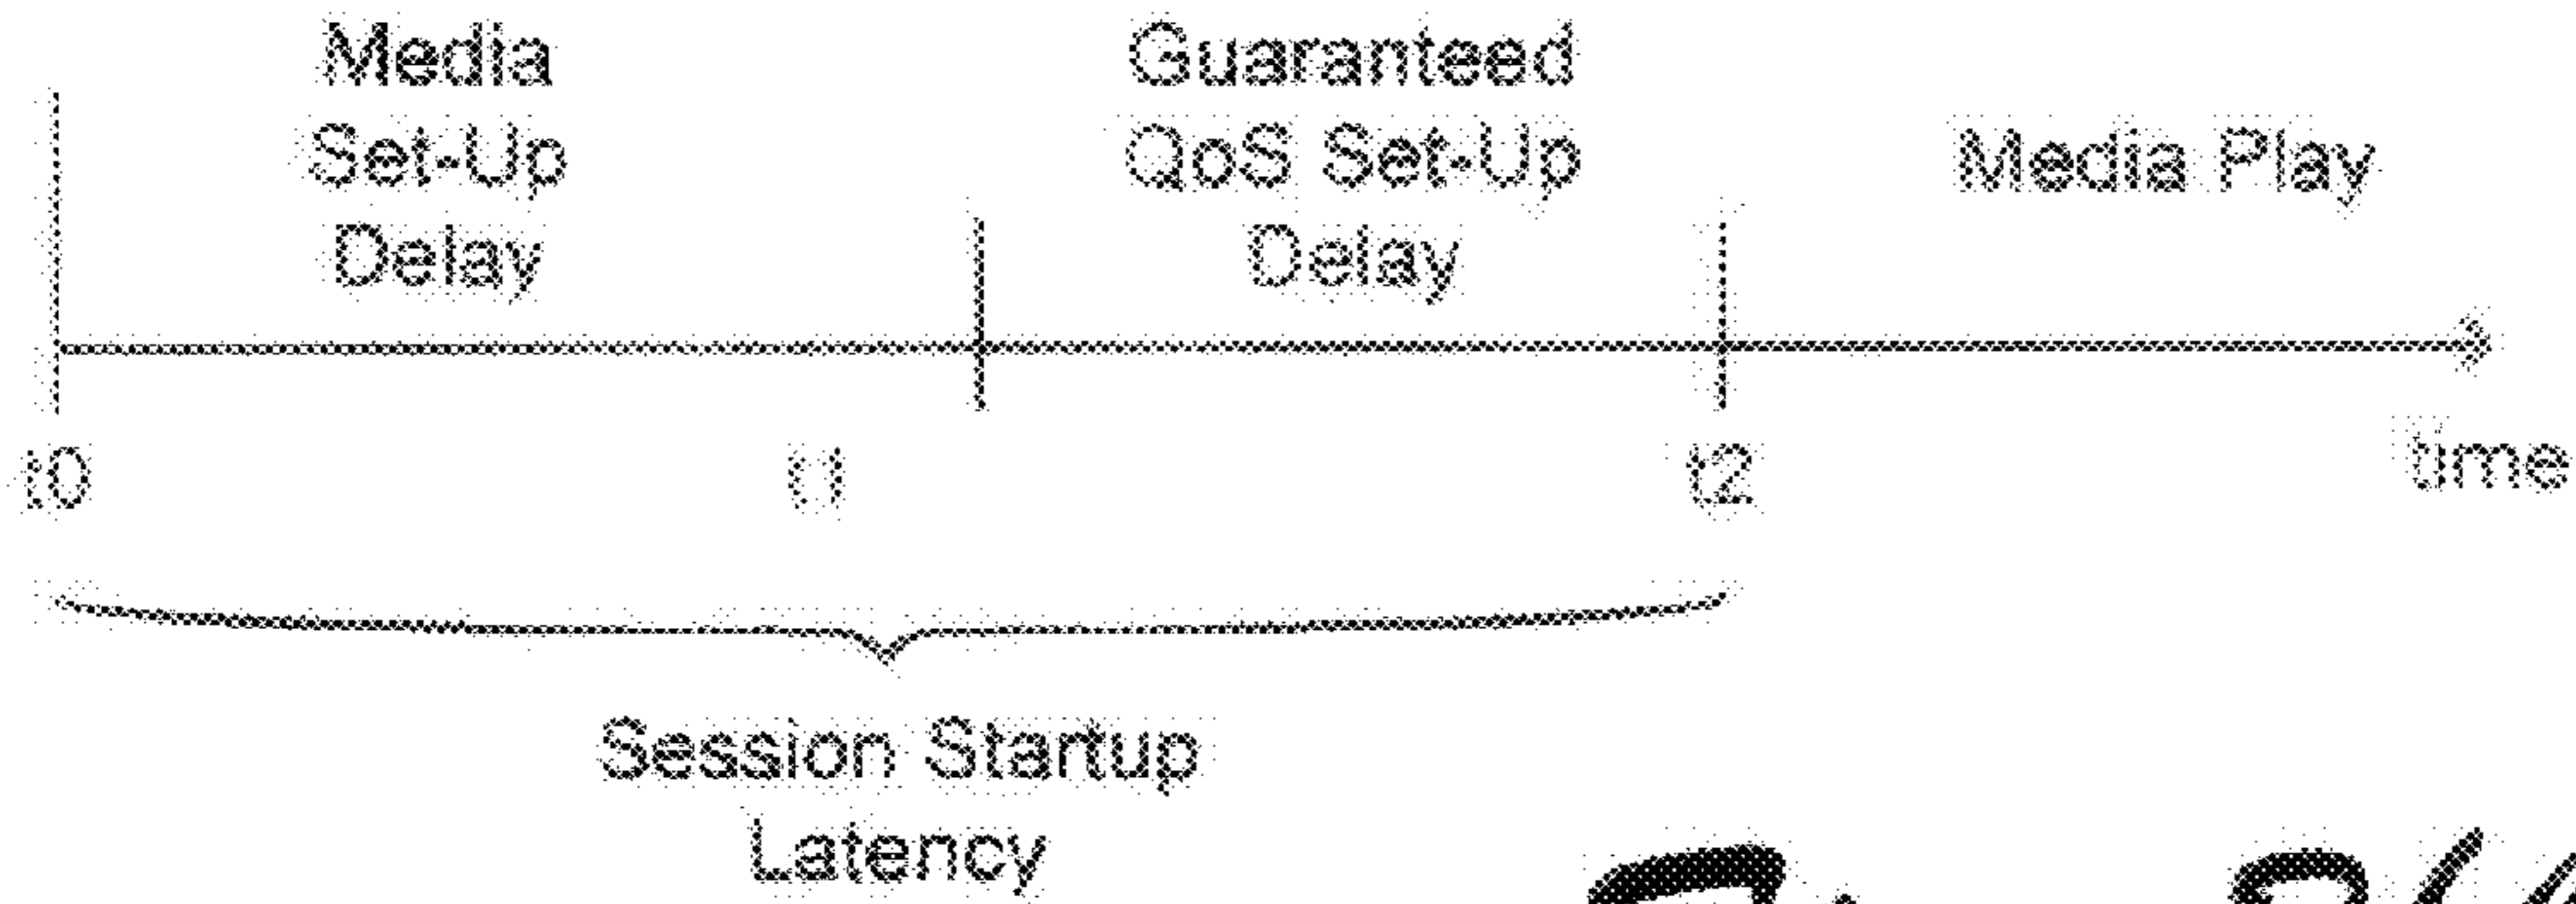 Media
Set-Up
Delay
Guaranteed
QoS Set-Up
Delay
Media Play
t0
t1
t2
time
Session Startup
Latency